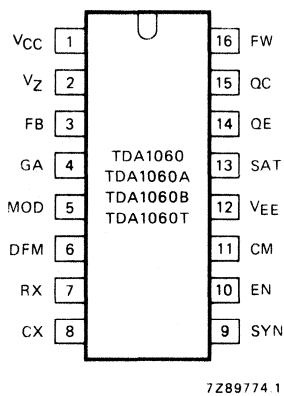 VCC 1 16 FW
VZ 2 15 QC
FB 3 14 QE
GA 4 TDA1060 13 SAT
TDA1060A
MOD 5 TDA1060B 12 VEE
TDA1060T
DFM 6 11 CM
RX 7 10 EN
CX 8 9 SYN
7Z89774.1